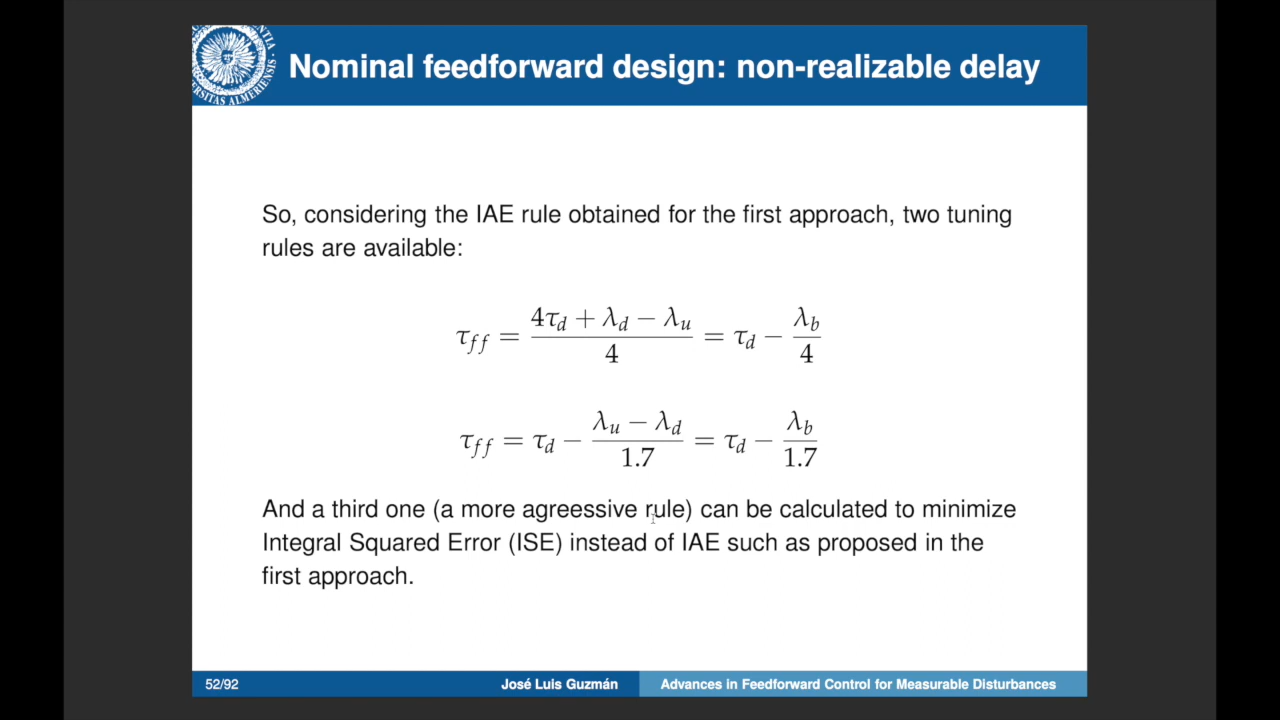 Nominal feedforward design: non-realizable delay
So, considering the IAE rule obtained for the first approach, two tuning
rules are available:
τ_ff = (4τ_d + λ_d − λ_u)/4 = τ_d − λ_b/4
τ_ff = τ_d − (λ_u − λ_d)/1.7 = τ_d − λ_b/1.7
And a third one (a more agreessive rule) can be calculated to minimize
Integral Squared Error (ISE) instead of IAE such as proposed in the
first approach.
52/92
José Luis Guzmán
Advances in Feedforward Control for Measurable Disturbances